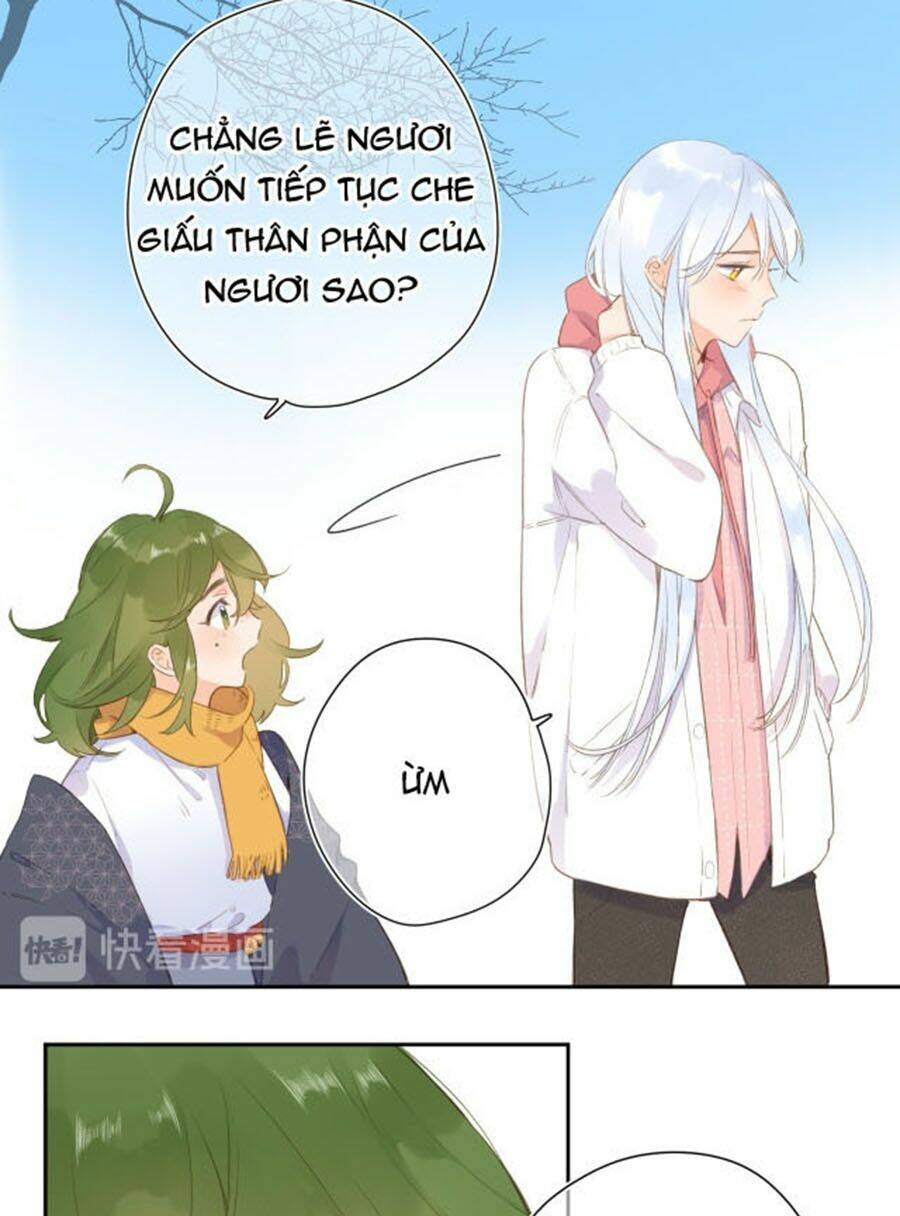 CHẲNG LẼ NGƯƠI
MUỐN TIẾP TỤC CHE
GIẤU THÂN PHẬN CỦA
NGƯƠI SAO?
ỪM
快看! 快看漫画